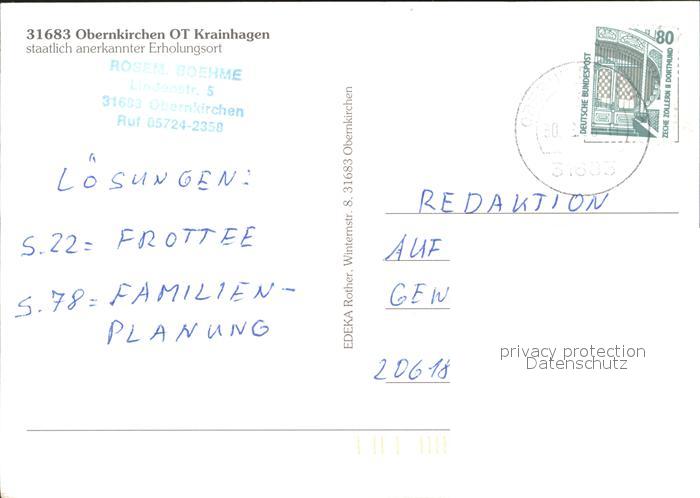 31683 Obernkirchen OT Krainhagen
staatlich anerkannter Erholungsort
ROSEM. BOEHME
Lindenstr. 5
31683 Obernkirchen
Ruf 05724-2358
LÖSUNGEN:
S.22= FROTTEE
S.78= FAMILIEN-
PLANUNG
EDEKA Rother, Winternstr. 8, 31683 Obernkirchen
DEUTSCHE BUNDESPOST
80
ZECHE ZOLLERN II DORTMUND
31683
REDAKTION
AUF
GEW
20618
privacy protection
Datenschutz